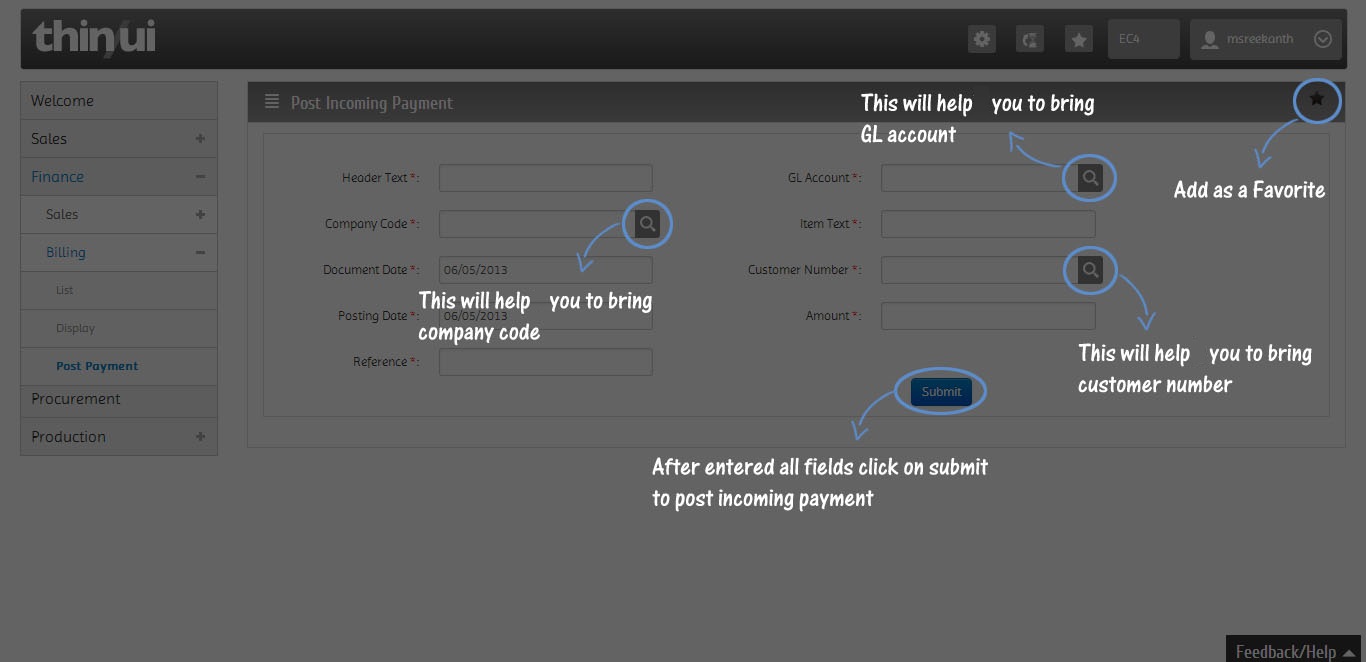 thin/ui
EC4
msreekanth
Welcome
Sales +
Finance −
Sales +
Billing −
List
Display
Post Payment
Procurement
Production +
Post Incoming Payment
This will help you to bring
GL account
Add as a Favorite
Header Text *:
GL Account *:
Company Code *:
Item Text *:
Document Date *: 06/05/2013
Customer Number *:
This will help you to bring
company code
Posting Date *: 06/05/2013
Amount *:
This will help you to bring
customer number
Reference *:
Submit
After entered all fields click on submit
to post incoming payment
Feedback/Help